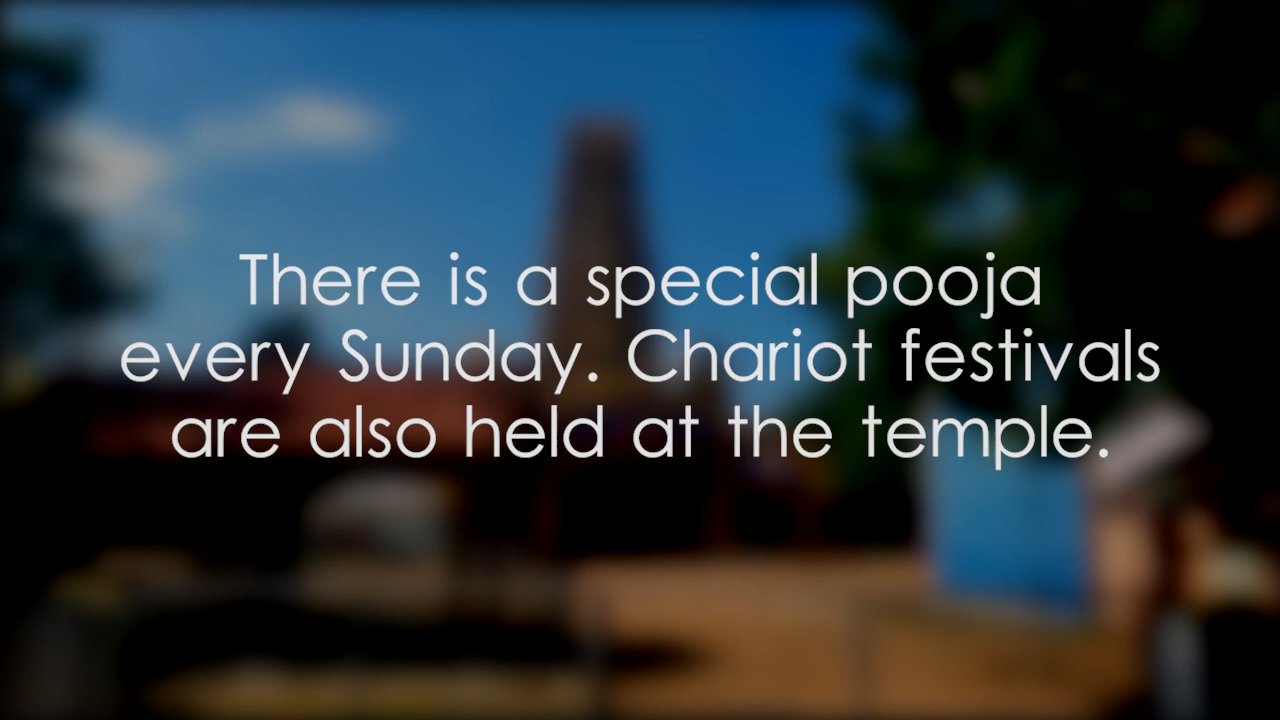 There is a special pooja
every Sunday. Chariot festivals
are also held at the temple.